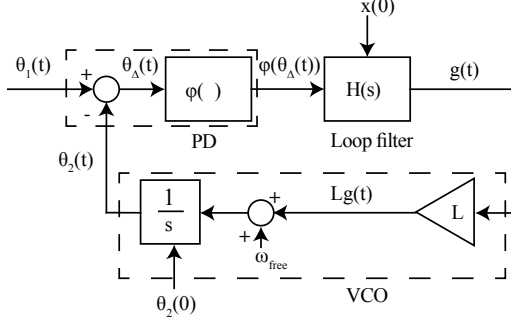 x(0)
θ1(t)
+
-
θΔ(t)
φ( )
PD
φ(θΔ(t))
H(s)
Loop filter
g(t)
θ2(t)
1
s
θ2(0)
+
+
ωfree
Lg(t)
L
VCO